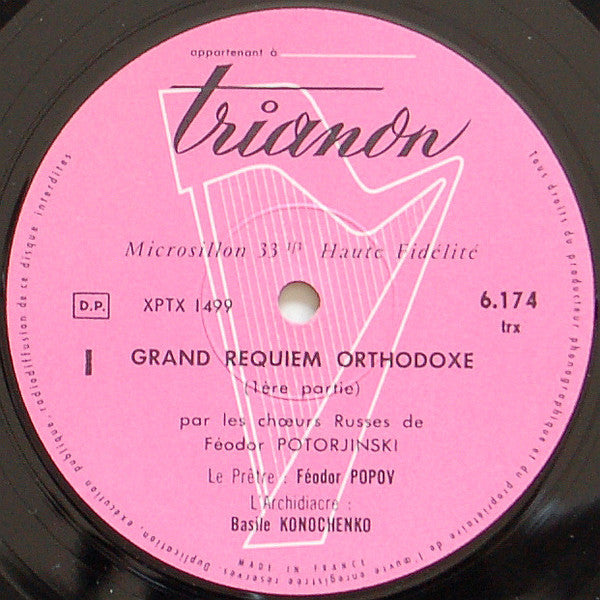 appartenant à
trianon
Microsillon 33 TPM Haute Fidélité
D.P. XPTX 1499
6.174
trx
I GRAND REQUIEM ORTHODOXE
(1ère partie)
par les chœurs Russes de
Féodor POTORJINSKI
Le Prêtre : Féodor POPOV
L'Archidiacre :
Basile KONOCHENKO
MADE IN FRANCE
Tous droits du producteur phonographique et du propriétaire de l'œuvre enregistrée réservés. Duplication, exécution publique, radiodiffusion de ce disque interdites